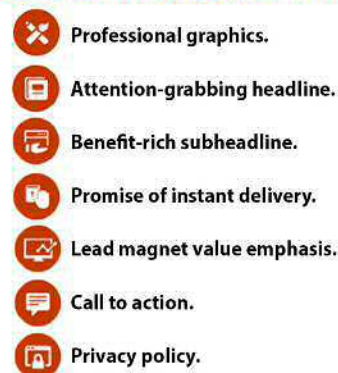 Professional graphics.
Attention-grabbing headline.
Benefit-rich subheadline.
Promise of instant delivery.
Lead magnet value emphasis.
Call to action.
Privacy policy.